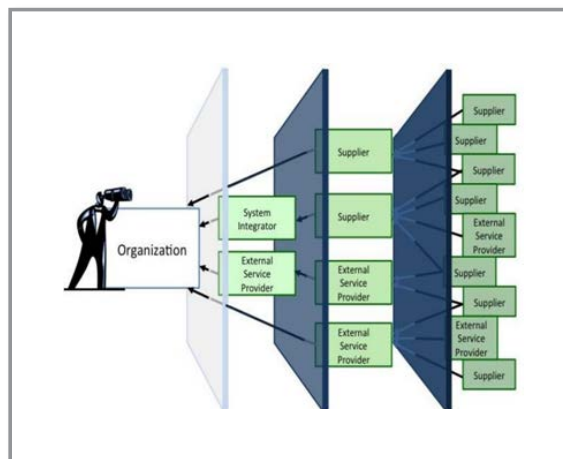 Organization
System
Integrator
External
Service
Provider
Supplier
Supplier
External
Service
Provider
External
Service
Provider
Supplier
Supplier
Supplier
Supplier
External
Service
Provider
Supplier
Supplier
External
Service
Provider
Supplier